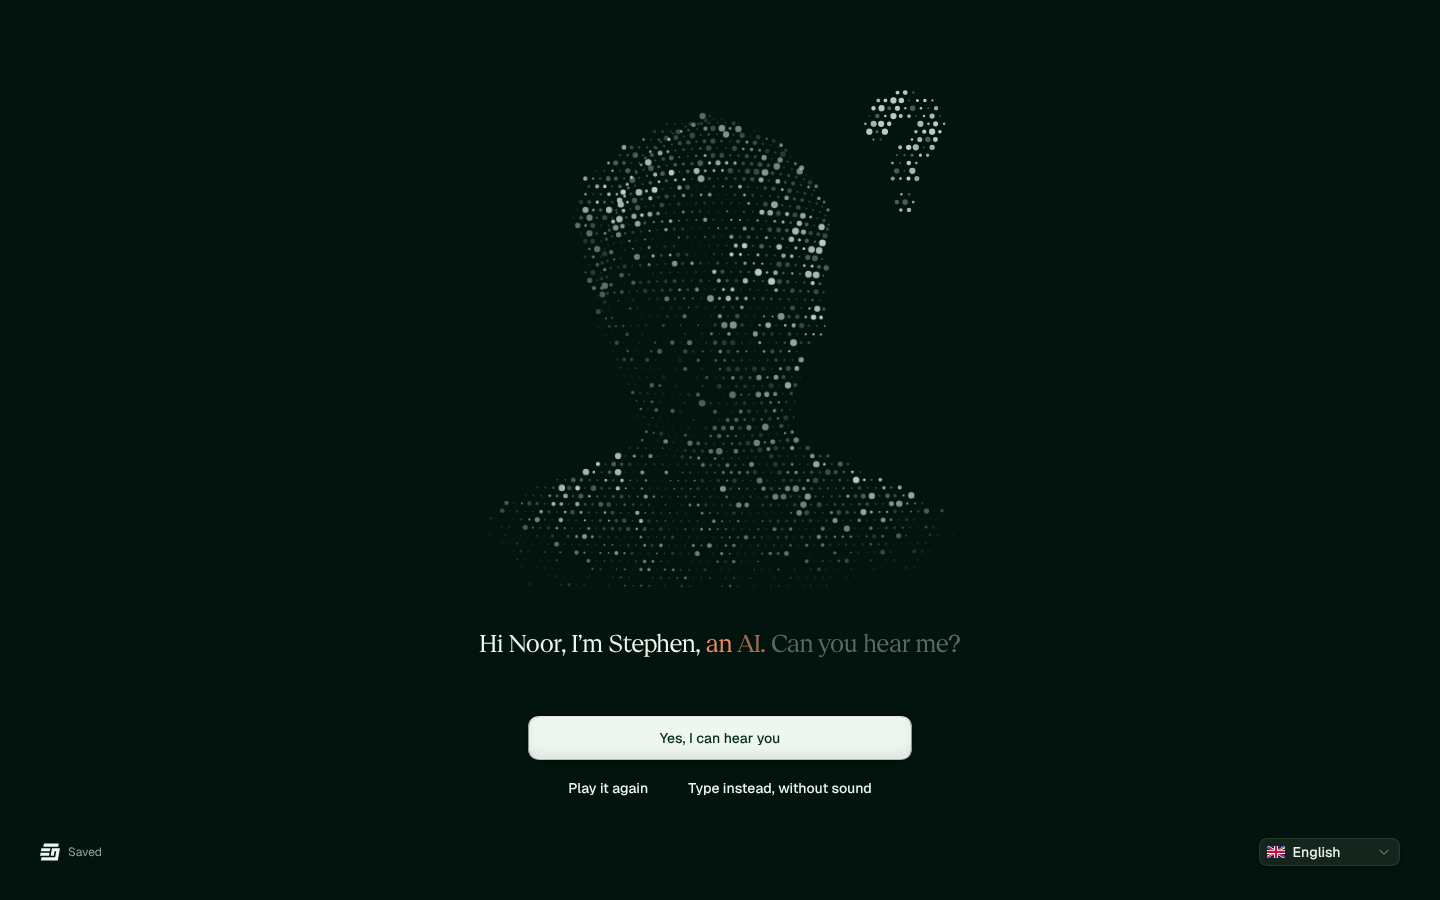 ?
Hi Noor, I’m Stephen, an AI. Can you hear me?
Yes, I can hear you
Play it again
Type instead, without sound
Saved
English